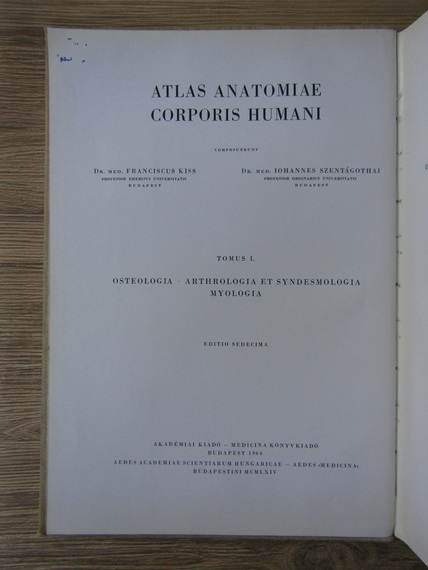 ATLAS ANATOMIAE
CORPORIS HUMANI
COMPOSUERUNT
DR. MED. FRANCISCUS KISS
PROFESSOR EMERITUS UNIVERSITATIS
BUDAPEST
DR. MED. IOHANNES SZENTÁGOTHAI
PROFESSOR ORDINARIUS UNIVERSITATIS
BUDAPEST
TOMUS I.
OSTEOLOGIA · ARTHROLOGIA ET SYNDESMOLOGIA
MYOLOGIA
EDITIO SEDECIMA
AKADÉMIAI KIADÓ – MEDICINA KÖNYVKIADÓ
BUDAPEST 1964
AEDES ACADEMIAE SCIENTIARUM HUNGARICAE – AEDES «MEDICINA»
BUDAPESTINI MCMLXIV